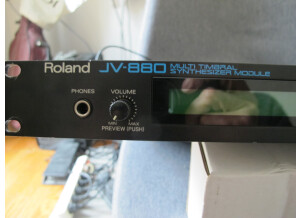 Roland JV-880 MULTI TIMBRAL
SYNTHESIZER MODULE
PHONES
VOLUME
MIN MAX
PREVIEW [PUSH]